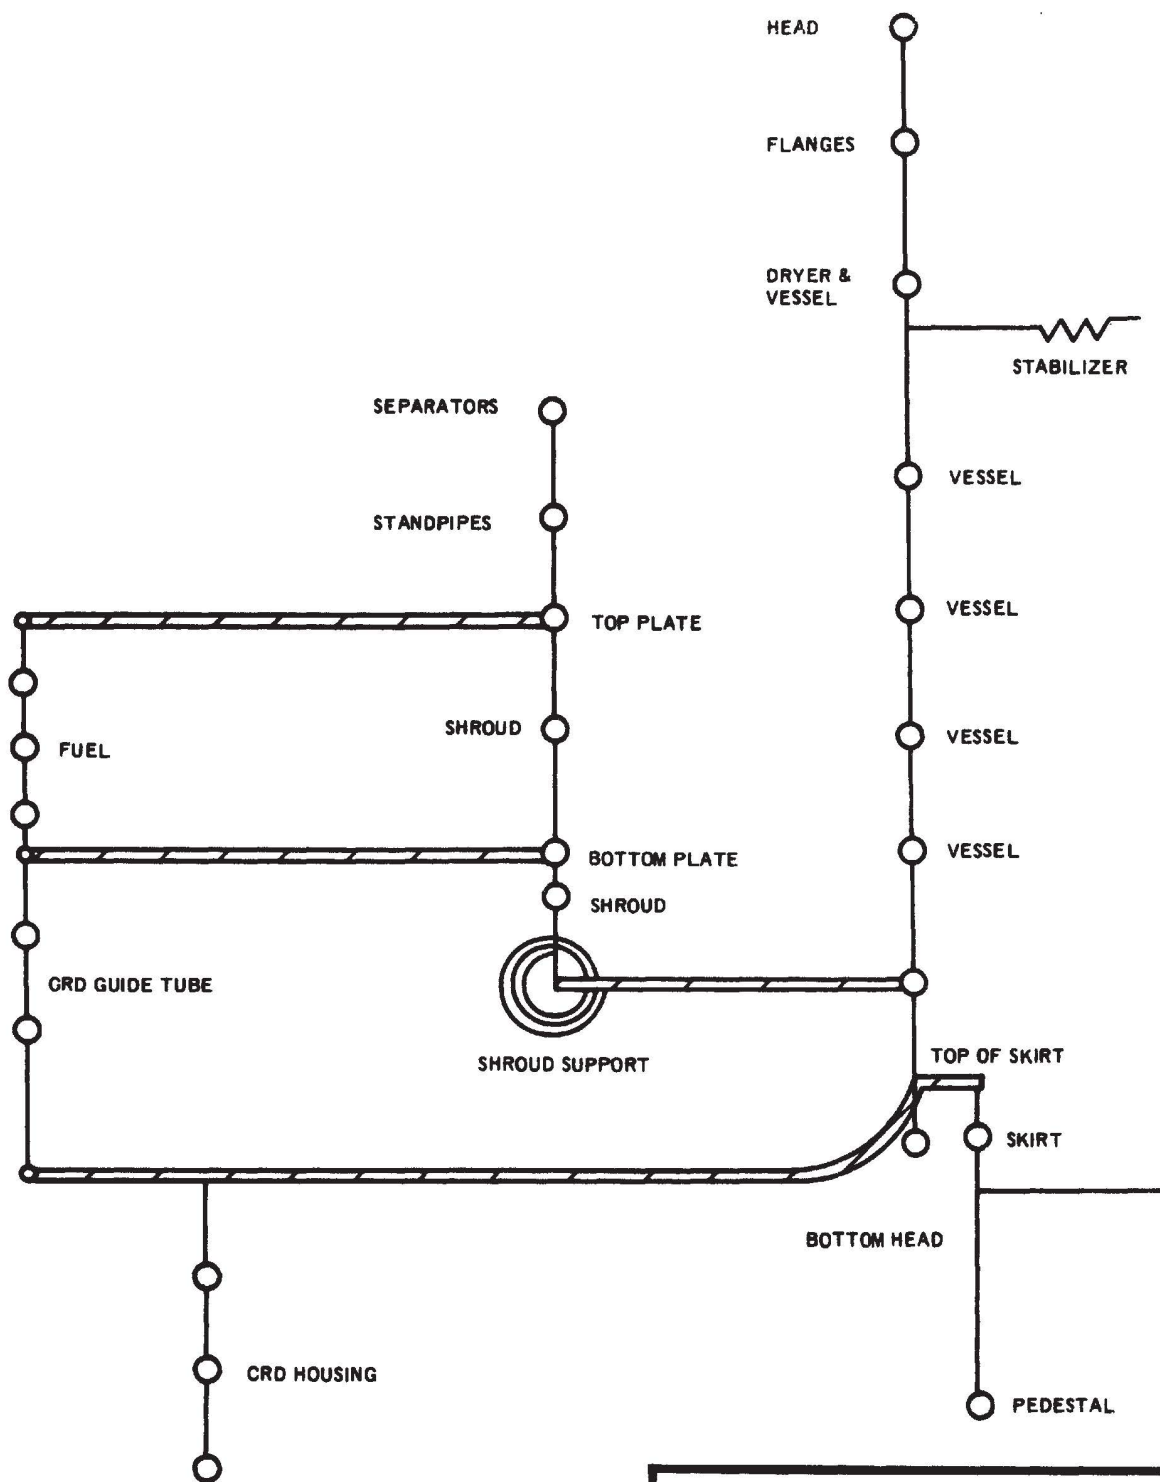 HEAD
FLANGES
DRYER &
VESSEL
STABILIZER
SEPARATORS
VESSEL
STANDPIPES
VESSEL
TOP PLATE
SHROUD
VESSEL
FUEL
VESSEL
BOTTOM PLATE
SHROUD
CRD GUIDE TUBE
TOP OF SKIRT
SHROUD SUPPORT
SKIRT
BOTTOM HEAD
CRD HOUSING
PEDESTAL